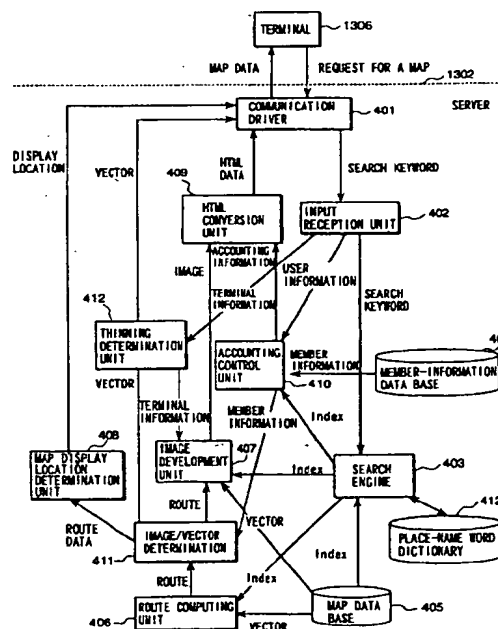 TERMINAL
1306
MAP DATA
REQUEST FOR A MAP
1302
COMMUNICATION
DRIVER
401
SERVER
DISPLAY
LOCATION
VECTOR
HTML
DATA
409
SEARCH KEYWORD
HTML
CONVERSION
UNIT
INPUT
RECEPTION UNIT
402
IMAGE
ACCOUNTING
INFORMATION
USER
INFORMATION
TERMINAL
INFORMATION
SEARCH
KEYWORD
412
THINNING
DETERMINATION
UNIT
ACCOUNTING
CONTROL
UNIT
410
MEMBER
INFORMATION
MEMBER-INFORMATION
DATA BASE
VECTOR
TERMINAL
INFORMATION
MEMBER
INFORMATION
Index
408
MAP DISPLAY
LOCATION
DETERMINATION
UNIT
IMAGE
DEVELOPMENT
UNIT
407
Index
SEARCH
ENGINE
403
412
PLACE-NAME WORD
DICTIONARY
ROUTE
DATA
ROUTE
VECTOR
IMAGE/VECTOR
DETERMINATION
411
Index
Index
ROUTE
406
ROUTE COMPUTING
UNIT
VECTOR
MAP DATA
BASE
405